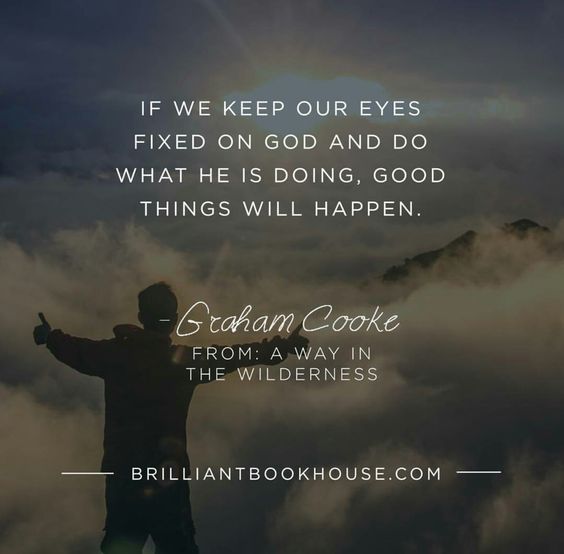 IF WE KEEP OUR EYES
FIXED ON GOD AND DO
WHAT HE IS DOING, GOOD
THINGS WILL HAPPEN.
- Graham Cooke
FROM: A WAY IN
THE WILDERNESS
BRILLIANTBOOKHOUSE.COM